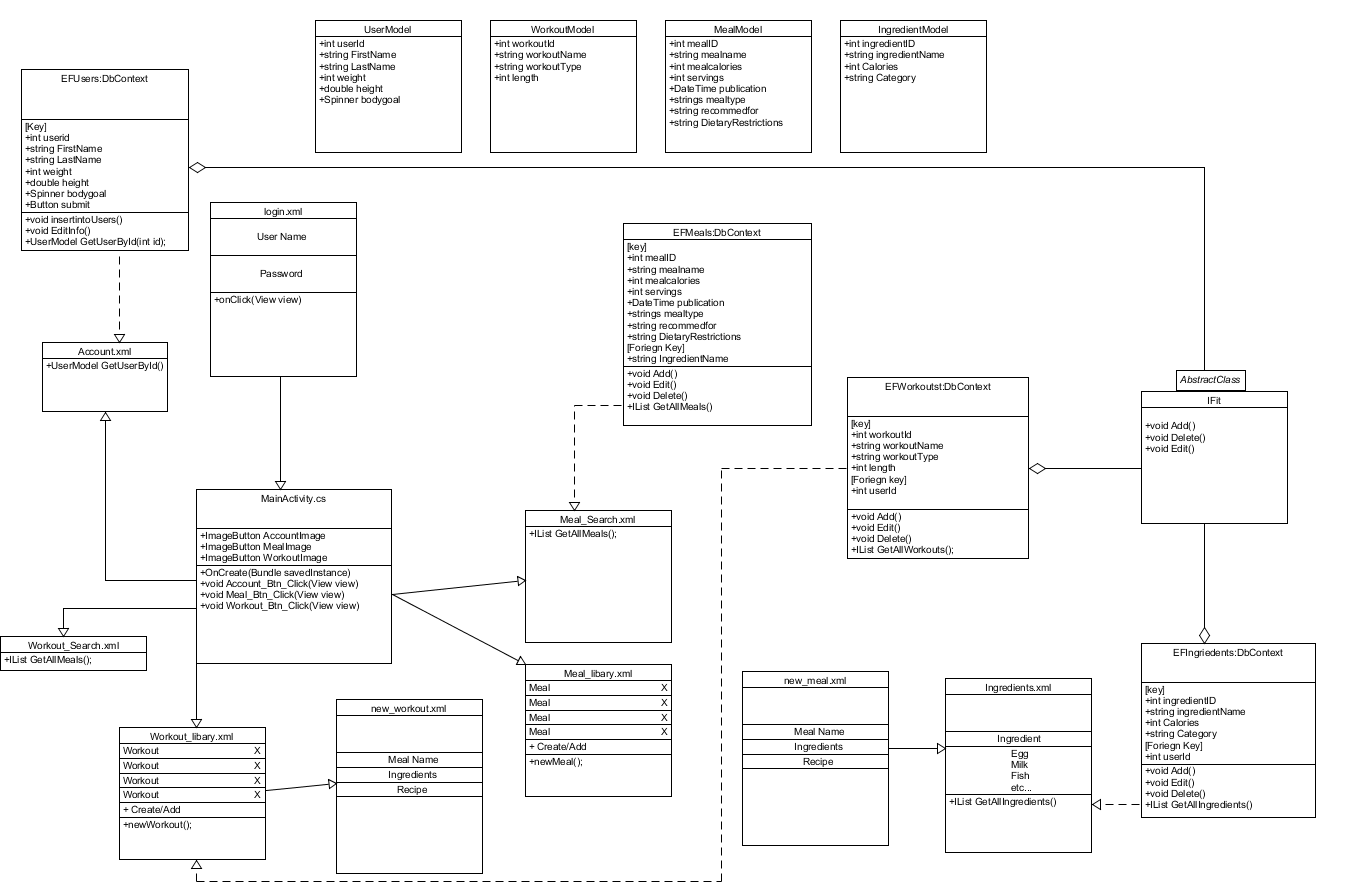 UserModel
+int userId
+string FirstName
+string LastName
+int weight
+double height
+Spinner bodygoal
WorkoutModel
+int workoutId
+string workoutName
+string workoutType
+int length
MealModel
+int mealID
+string mealname
+int mealcalories
+int servings
+DateTime publication
+strings mealtype
+string recommedfor
+string DietaryRestrictions
IngredientModel
+int ingredientID
+string ingredientName
+int Calories
+string Category
EFUsers:DbContext
[Key]
+int userid
+string FirstName
+string LastName
+int weight
+double height
+Spinner bodygoal
+Button submit
+void insertintoUsers()
+void EditInfo()
+UserModel GetUserById(int id);
login.xml
User Name
Password
+onClick(View view)
EFMeals:DbContext
[key]
+int mealID
+string mealname
+int mealcalories
+int servings
+DateTime publication
+strings mealtype
+string recommedfor
+string DietaryRestrictions
[Foriegn Key]
+string IngredientName
+void Add()
+void Edit()
+void Delete()
+IList GetAllMeals()
Account.xml
+UserModel GetUserById()
EFWorkoutst:DbContext
[key]
+int workoutId
+string workoutName
+string workoutType
+int length
[Foriegn key]
+int userId
+void Add()
+void Edit()
+void Delete()
+IList GetAllWorkouts();
AbstractClass
IFit
+void Add()
+void Delete()
+void Edit()
MainActivity.cs
+ImageButton AccountImage
+ImageButton MealImage
+ImageButton WorkoutImage
+OnCreate(Bundle savedInstance)
+void Account_Btn_Click(View view)
+void Meal_Btn_Click(View view)
+void Workout_Btn_Click(View view)
Meal_Search.xml
+IList GetAllMeals();
Workout_Search.xml
+IList GetAllMeals();
Meal_libary.xml
Meal X
Meal X
Meal X
Meal X
+ Create/Add
+newMeal();
Workout_libary.xml
Workout X
Workout X
Workout X
Workout X
+ Create/Add
+newWorkout();
new_workout.xml
Meal Name
Ingredients
Recipe
new_meal.xml
Meal Name
Ingredients
Recipe
Ingredients.xml
Ingredient
Egg
Milk
Fish
etc...
+IList GetAllIngredients()
EFIngriedents:DbContext
[key]
+int ingredientID
+string ingredientName
+int Calories
+string Category
[Foriegn Key]
+int userId
+void Add()
+void Edit()
+void Delete()
+IList GetAllIngredients()